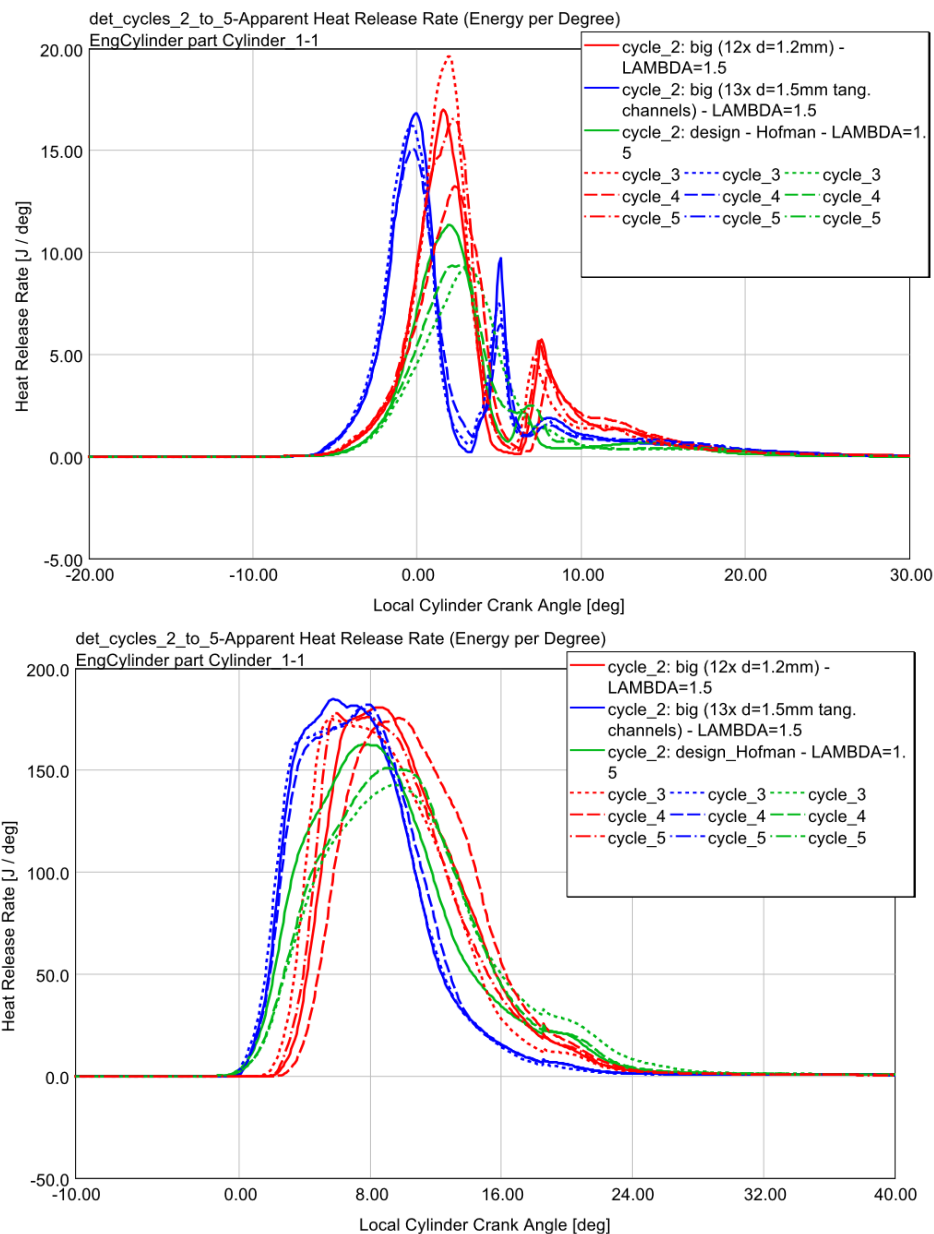 det_cycles_2_to_5-Apparent Heat Release Rate (Energy per Degree)
EngCylinder part Cylinder_1-1
20.00
15.00
10.00
5.00
0.00
-5.00
Heat Release Rate [J / deg]
cycle_2: big (12x d=1.2mm) -
LAMBDA=1.5
cycle_2: big (13x d=1.5mm tang.
channels) - LAMBDA=1.5
cycle_2: design - Hofman - LAMBDA=1.
5
cycle_3 cycle_3 cycle_3
cycle_4 cycle_4 cycle_4
cycle_5 cycle_5 cycle_5
-20.00 -10.00 0.00 10.00 20.00 30.00
Local Cylinder Crank Angle [deg]
det_cycles_2_to_5-Apparent Heat Release Rate (Energy per Degree)
EngCylinder part Cylinder_1-1
200.0
150.0
100.0
50.0
0.0
-50.0
Heat Release Rate [J / deg]
cycle_2: big (12x d=1.2mm) -
LAMBDA=1.5
cycle_2: big (13x d=1.5mm tang.
channels) - LAMBDA=1.5
cycle_2: design_Hofman - LAMBDA=1.
5
cycle_3 cycle_3 cycle_3
cycle_4 cycle_4 cycle_4
cycle_5 cycle_5 cycle_5
-10.00 0.00 8.00 16.00 24.00 32.00 40.00
Local Cylinder Crank Angle [deg]